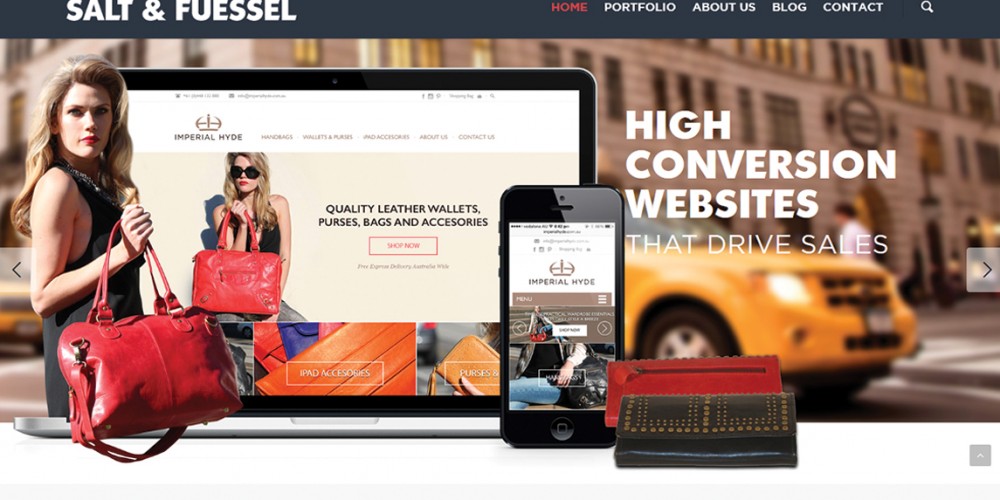 SALT & FUESSEL
HOME PORTFOLIO ABOUT US BLOG CONTACT
HIGH
CONVERSION
WEBSITES
THAT DRIVE SALES
Shopping Bag
IMPERIAL HYDE
HANDBAGS WALLETS & PURSES IPAD ACCESORIES ABOUT US CONTACT US
QUALITY LEATHER WALLETS,
PURSES, BAGS AND ACCESORIES
SHOP NOW
Free Express Delivery Australia Wide
IPAD ACCESORIES
PURSES &
IMPERIAL HYDE
MENU
SHOP NOW